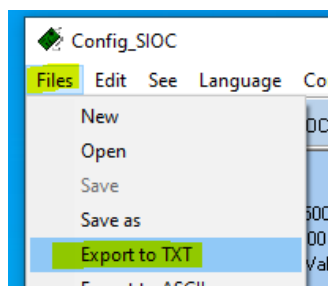 Config_SIOC
Files Edit See Language Co
New
Open
Save
Save as
Export to TXT